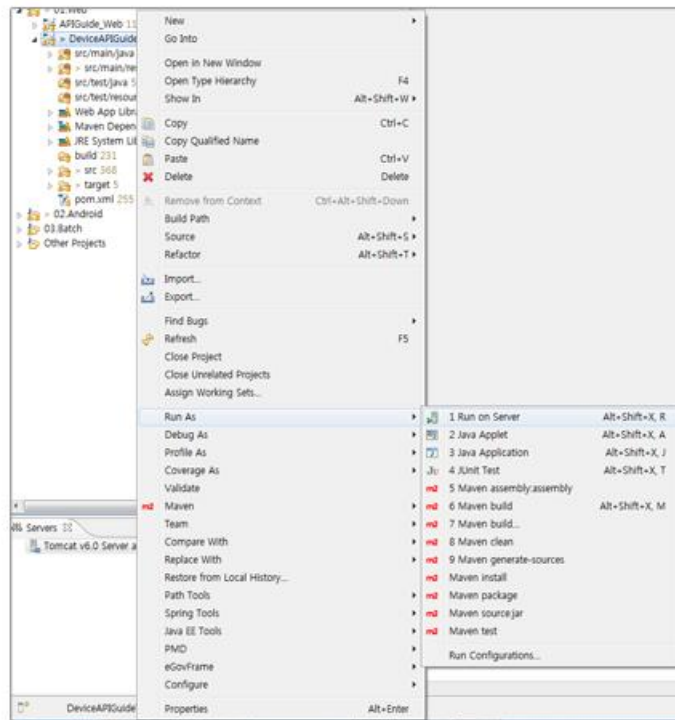 01.Web
APIGuide_Web
> DeviceAPIGuide
src/main/java
> src/main/re
src/test/java 5
src/test/resour
Web App Libra
Maven Depen
JRE System Lib
build 231
> src 568
> target 5
pom.xml 255
> 02.Android
03.Batch
Other Projects
Servers
Tomcat v6.0 Server a
DeviceAPIGuide
New
Go Into
Open in New Window
Open Type Hierarchy F4
Show In Alt+Shift+W
Copy Ctrl+C
Copy Qualified Name
Paste Ctrl+V
Delete Delete
Remove from Context Ctrl+Alt+Shift+Down
Build Path
Source Alt+Shift+S
Refactor Alt+Shift+T
Import...
Export...
Find Bugs
Refresh F5
Close Project
Close Unrelated Projects
Assign Working Sets...
Run As
Debug As
Profile As
Coverage As
Validate
Maven
Team
Compare With
Replace With
Restore from Local History...
Path Tools
Spring Tools
Java EE Tools
PMD
eGovFrame
Configure
Properties Alt+Enter
1 Run on Server Alt+Shift+X, R
2 Java Applet Alt+Shift+X, A
3 Java Application Alt+Shift+X, J
4 JUnit Test Alt+Shift+X, T
5 Maven assembly:assembly
6 Maven build Alt+Shift+X, M
7 Maven build...
8 Maven clean
9 Maven generate-sources
Maven install
Maven package
Maven source:jar
Maven test
Run Configurations...